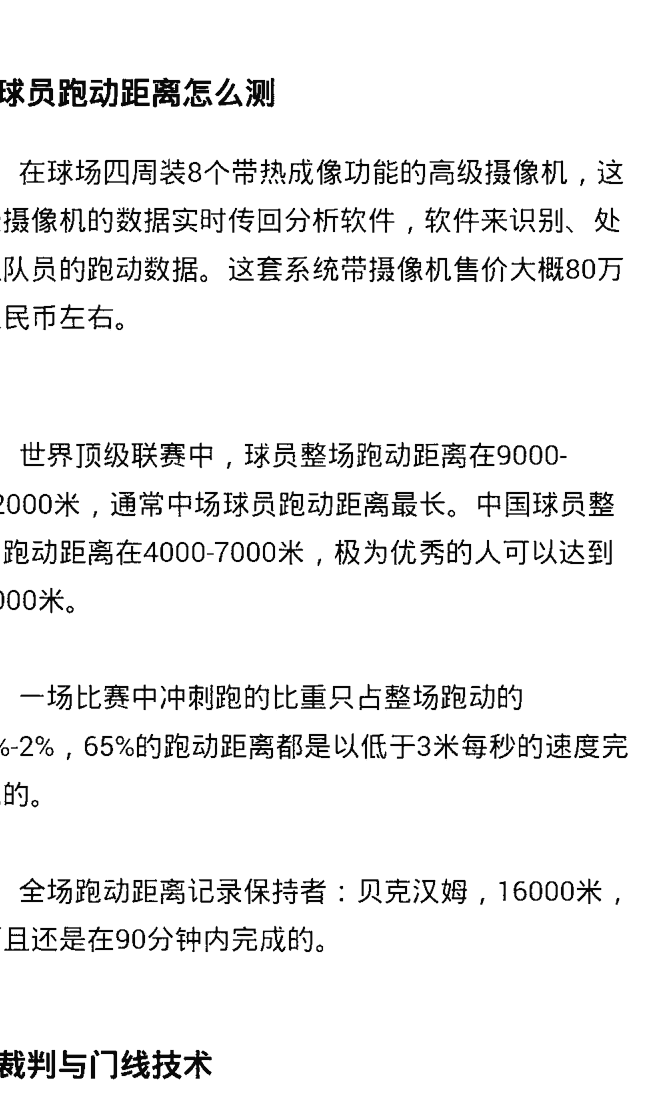 球员跑动距离怎么测
在球场四周装8个带热成像功能的高级摄像机，这
摄像机的数据实时传回分析软件，软件来识别、处
队员的跑动数据。这套系统带摄像机售价大概80万
民币左右。
世界顶级联赛中，球员整场跑动距离在9000-
2000米，通常中场球员跑动距离最长。中国球员整
跑动距离在4000-7000米，极为优秀的人可以达到
000米。
一场比赛中冲刺跑的比重只占整场跑动的
%-2%，65%的跑动距离都是以低于3米每秒的速度完
的。
全场跑动距离记录保持者：贝克汉姆，16000米，
且还是在90分钟内完成的。
裁判与门线技术